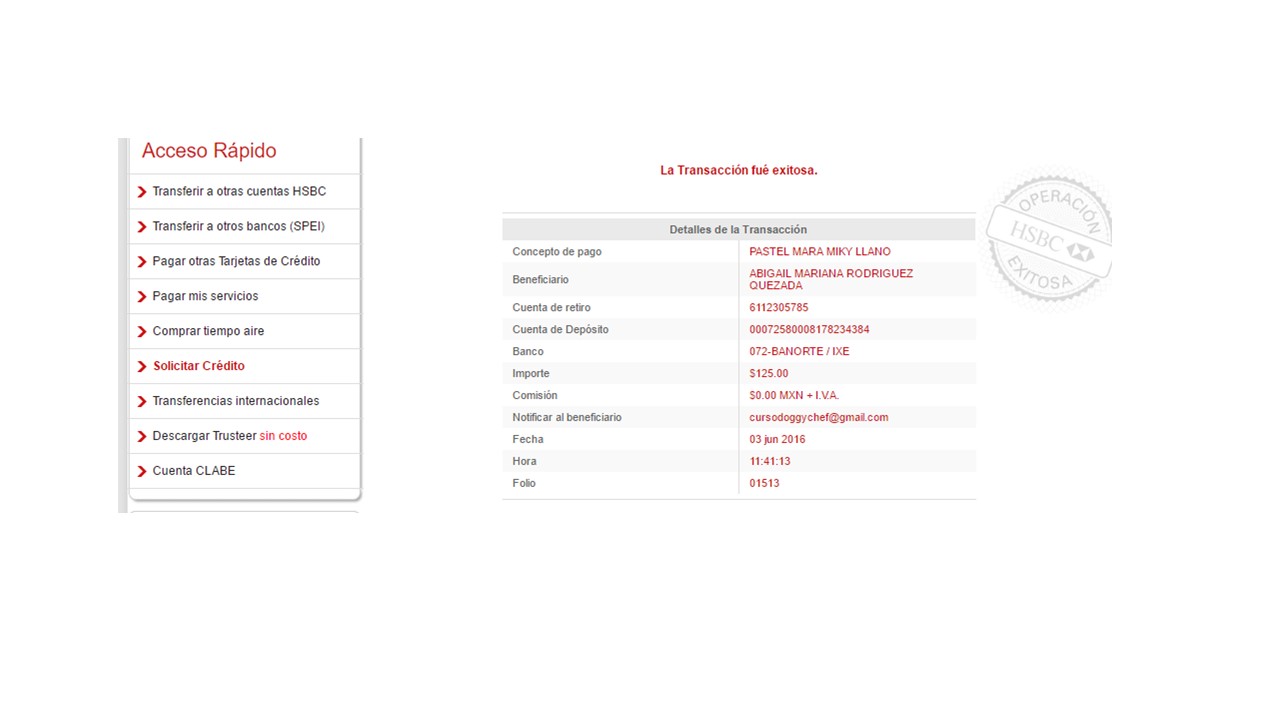 Acceso Rápido
Transferir a otras cuentas HSBC
Transferir a otros bancos (SPEI)
Pagar otras Tarjetas de Crédito
Pagar mis servicios
Comprar tiempo aire
Solicitar Crédito
Transferencias internacionales
Descargar Trusteer sin costo
Cuenta CLABE
La Transacción fué exitosa.
Detalles de la Transacción
Concepto de pago PASTEL MARA MIKY LLANO
Beneficiario ABIGAIL MARIANA RODRIGUEZ
QUEZADA
Cuenta de retiro 6112305785
Cuenta de Depósito 00072580008178234384
Banco 072-BANORTE / IXE
Importe $125.00
Comisión $0.00 MXN + I.V.A.
Notificar al beneficiario cursodoggychef@gmail.com
Fecha 03 jun 2016
Hora 11:41:13
Folio 01513
OPERACIÓN
HSBC
EXITOSA